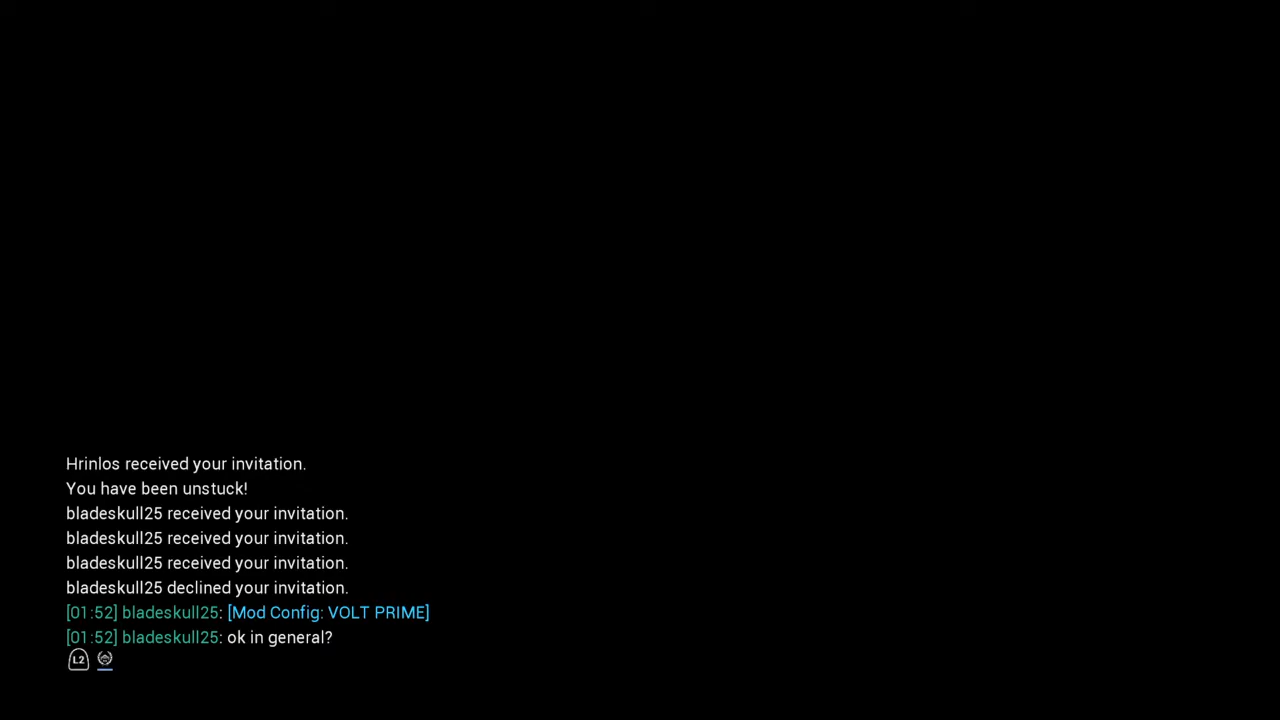 Hrinlos received your invitation.
You have been unstuck!
bladeskull25 received your invitation.
bladeskull25 received your invitation.
bladeskull25 received your invitation.
bladeskull25 declined your invitation.
[01:52] bladeskull25: [Mod Config: VOLT PRIME]
[01:52] bladeskull25: ok in general?
L2